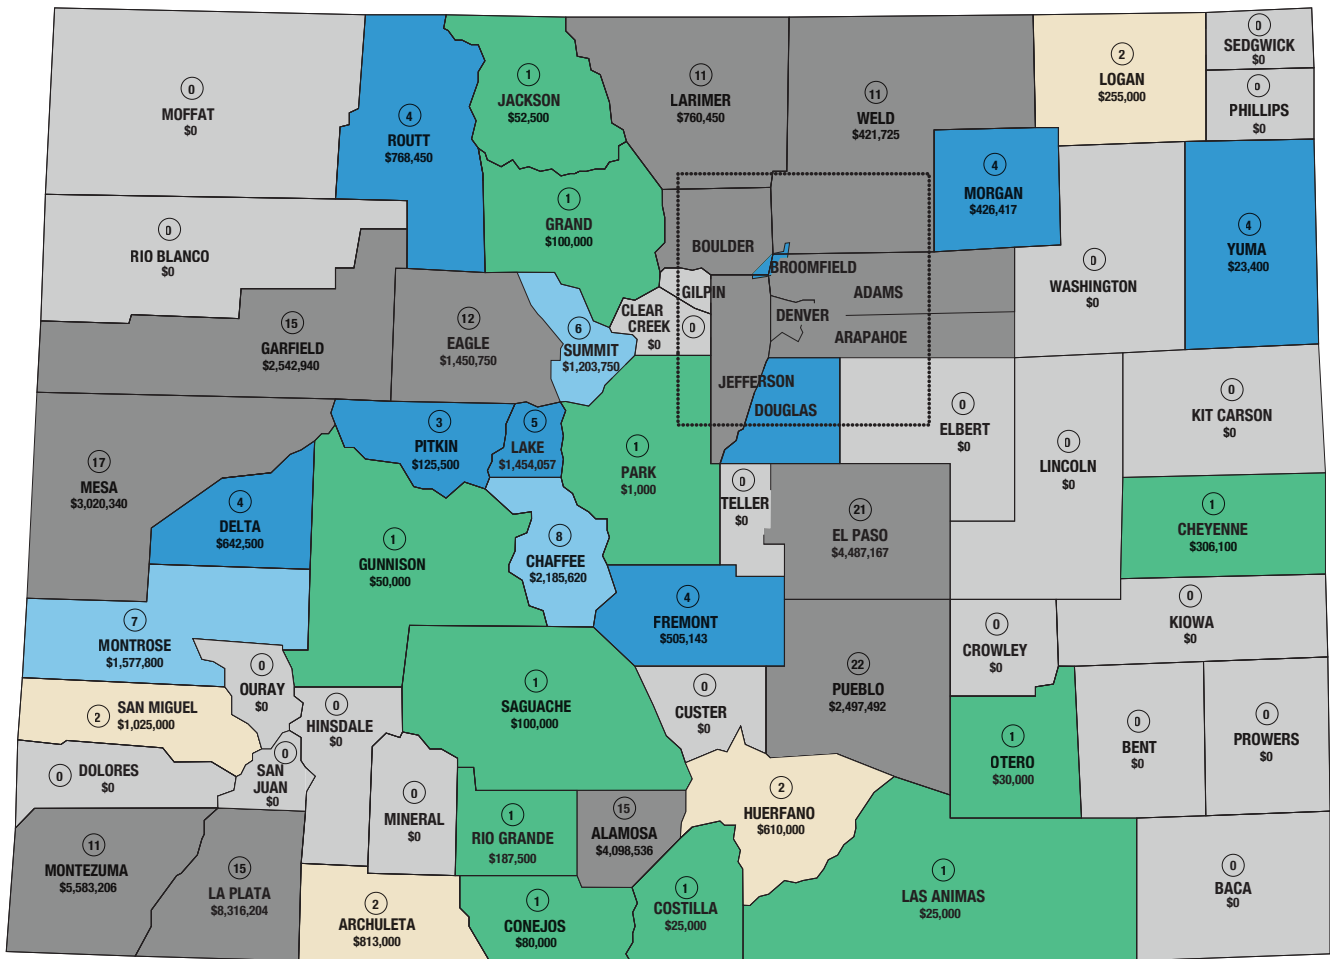 0
MOFFAT
$0
4
ROUTT
$768,450
1
JACKSON
$52,500
11
LARIMER
$760,450
11
WELD
$421,725
2
LOGAN
$255,000
0
SEDGWICK
$0
0
PHILLIPS
$0
4
MORGAN
$426,417
4
YUMA
$23,400
0
WASHINGTON
$0
0
RIO BLANCO
$0
1
GRAND
$100,000
BOULDER
BROOMFIELD
GILPIN
0
CLEAR
CREEK
$0
DENVER
ADAMS
ARAPAHOE
JEFFERSON
DOUGLAS
15
GARFIELD
$2,542,940
12
EAGLE
$1,450,750
6
SUMMIT
$1,203,750
3
PITKIN
$125,500
5
LAKE
$1,454,057
1
PARK
$1,000
0
TELLER
$0
0
ELBERT
$0
0
LINCOLN
$0
0
KIT CARSON
$0
17
MESA
$3,020,340
4
DELTA
$642,500
1
GUNNISON
$50,000
8
CHAFFEE
$2,185,620
21
EL PASO
$4,487,167
1
CHEYENNE
$306,100
7
MONTROSE
$1,577,800
4
FREMONT
$505,143
0
CROWLEY
$0
0
KIOWA
$0
0
OURAY
$0
2
SAN MIGUEL
$1,025,000
0
HINSDALE
$0
1
SAGUACHE
$100,000
0
CUSTER
$0
22
PUEBLO
$2,497,492
1
OTERO
$30,000
0
BENT
$0
0
PROWERS
$0
0
DOLORES
$0
0
SAN
JUAN
$0
0
MINERAL
$0
1
RIO GRANDE
$187,500
15
ALAMOSA
$4,098,536
2
HUERFANO
$610,000
11
MONTEZUMA
$5,583,206
15
LA PLATA
$8,316,204
2
ARCHULETA
$813,000
1
CONEJOS
$80,000
1
COSTILLA
$25,000
1
LAS ANIMAS
$25,000
0
BACA
$0